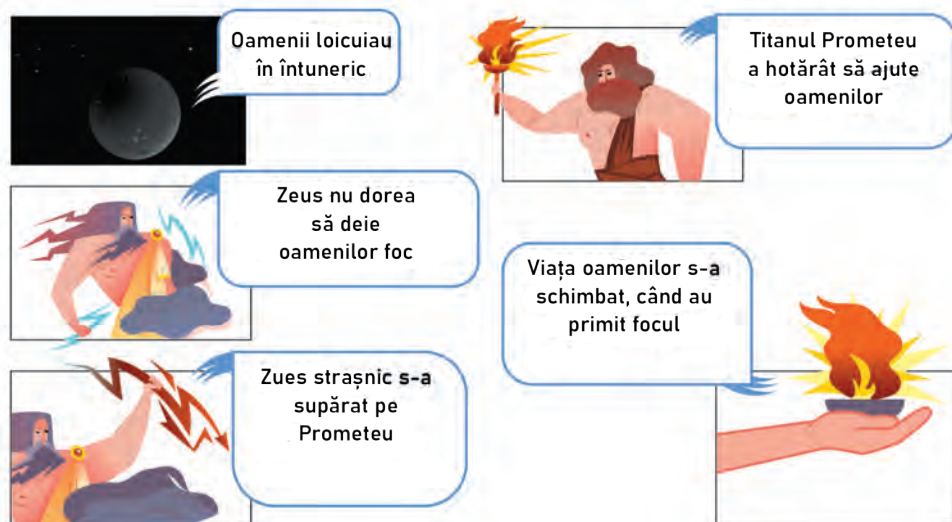 Oamenii loicuiau
în întuneric
Titanul Prometeu
a hotărât să ajute
oamenilor
Zeus nu dorea
să deie
oamenilor foc
Viața oamenilor s-a
schimbat, când au
primit focul
Zues strașnic s-a
supărat pe
Prometeu